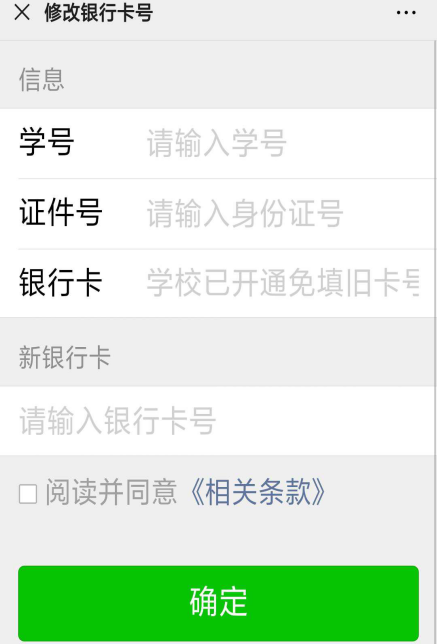 修改银行卡号
信息
学号 请输入学号
证件号 请输入身份证号
银行卡 学校已开通免填旧卡号
新银行卡
请输入银行卡号
阅读并同意《相关条款》
确定